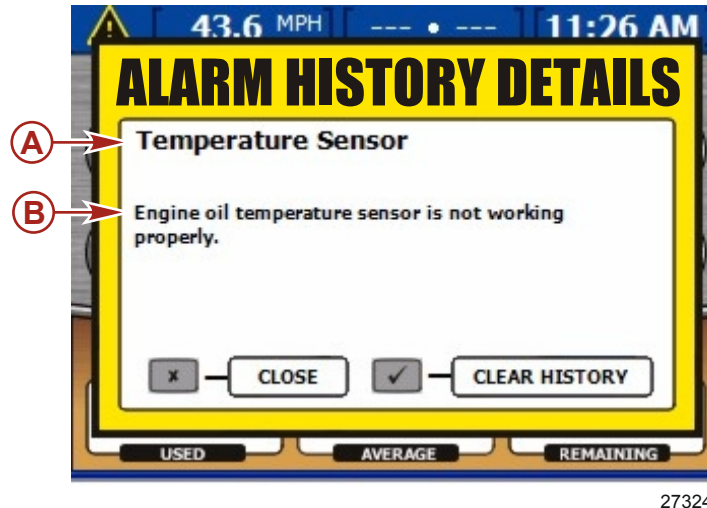 43.6 MPH --- • --- 11:26 AM
ALARM HISTORY DETAILS
A
Temperature Sensor
B
Engine oil temperature sensor is not working
properly.
x CLOSE ✓ CLEAR HISTORY
USED AVERAGE REMAINING
27324